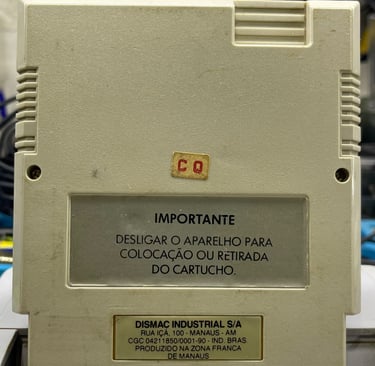 CQ
IMPORTANTE
DESLIGAR O APARELHO PARA
COLOCAÇÃO OU RETIRADA
DO CARTUCHO.
DISMAC INDUSTRIAL S/A
RUA IÇÁ, 100 - MANAUS - AM
CGC 04211850/0001-90 - IND. BRAS
PRODUZIDO NA ZONA FRANCA
DE MANAUS